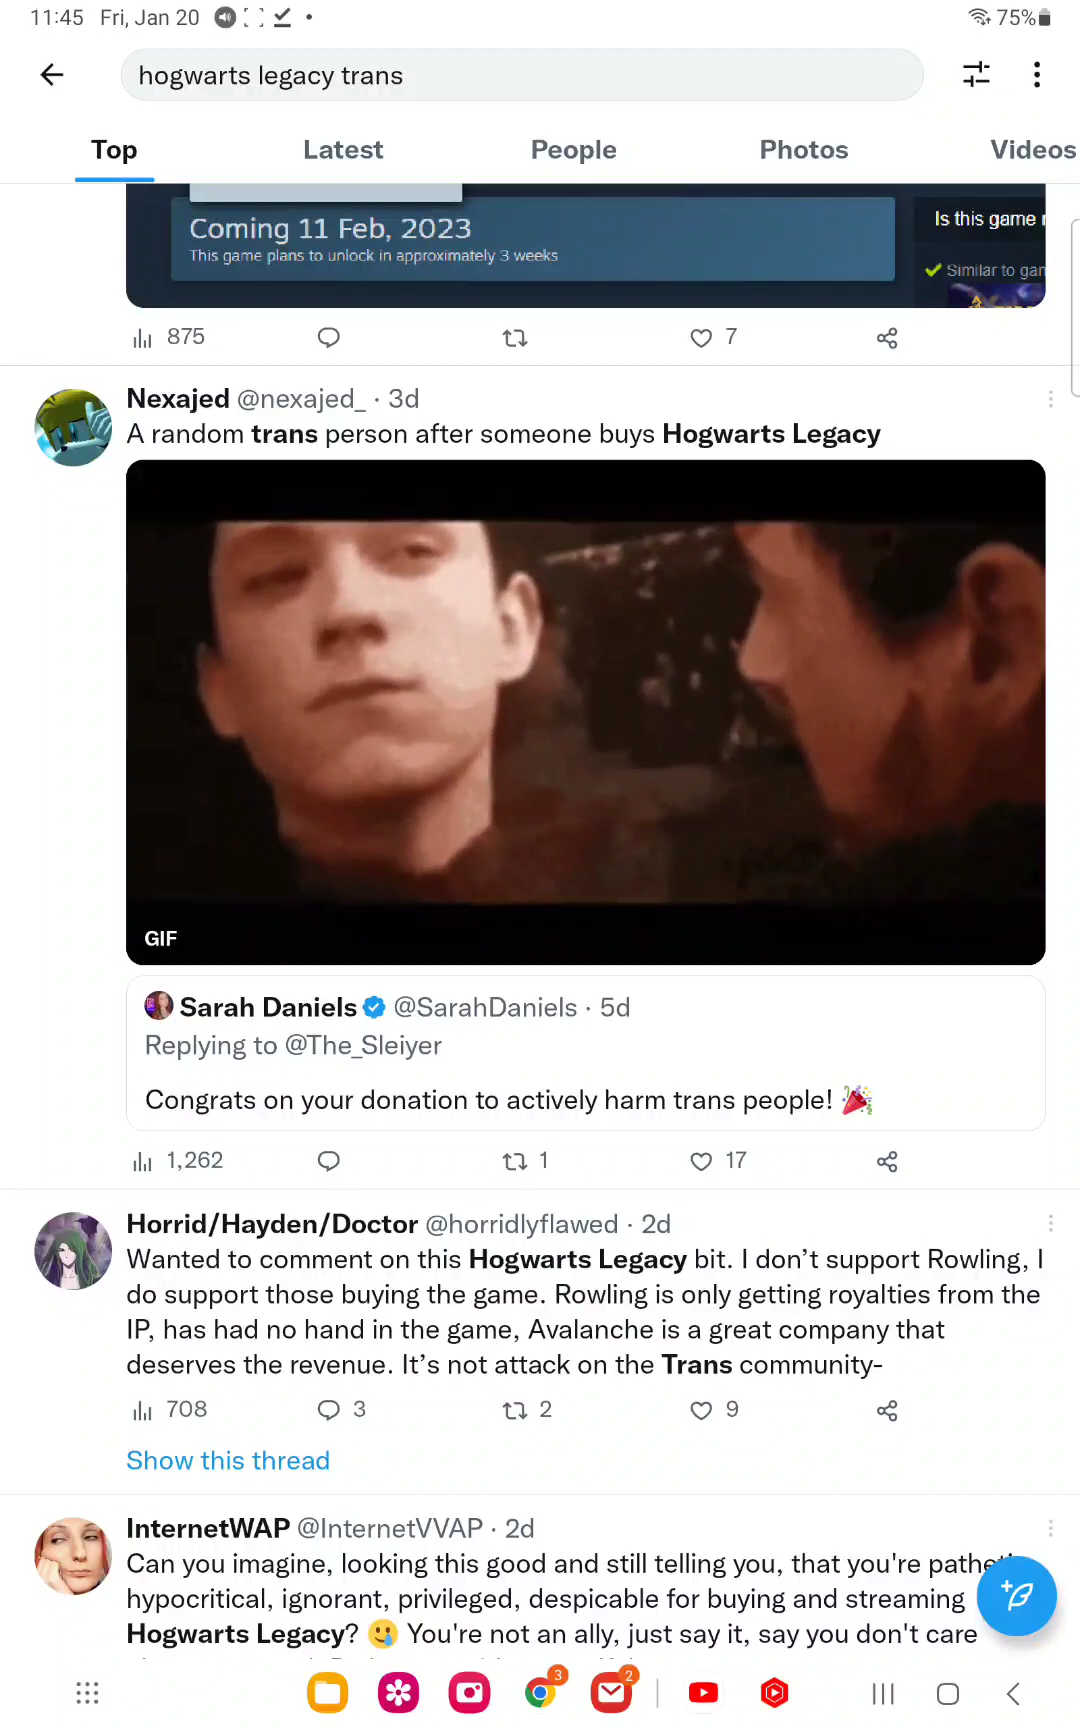 11:45 Fri, Jan 20
75%
hogwarts legacy trans
Top Latest People Photos Videos
Coming 11 Feb, 2023
This game plans to unlock in approximately 3 weeks
Is this game
Similar to gam
875 7
Nexajed @nexajed_ · 3d
A random trans person after someone buys Hogwarts Legacy
GIF
Sarah Daniels @SarahDaniels · 5d
Replying to @The_Sleiyer
Congrats on your donation to actively harm trans people! 🎉
1,262 1 17
Horrid/Hayden/Doctor @horridlyflawed · 2d
Wanted to comment on this Hogwarts Legacy bit. I don’t support Rowling, I
do support those buying the game. Rowling is only getting royalties from the
IP, has had no hand in the game, Avalanche is a great company that
deserves the revenue. It’s not attack on the Trans community-
708 3 2 9
Show this thread
InternetWAP @InternetVVAP · 2d
Can you imagine, looking this good and still telling you, that you're pathet
hypocritical, ignorant, privileged, despicable for buying and streaming
Hogwarts Legacy? 🥲 You're not an ally, just say it, say you don't care
3 2